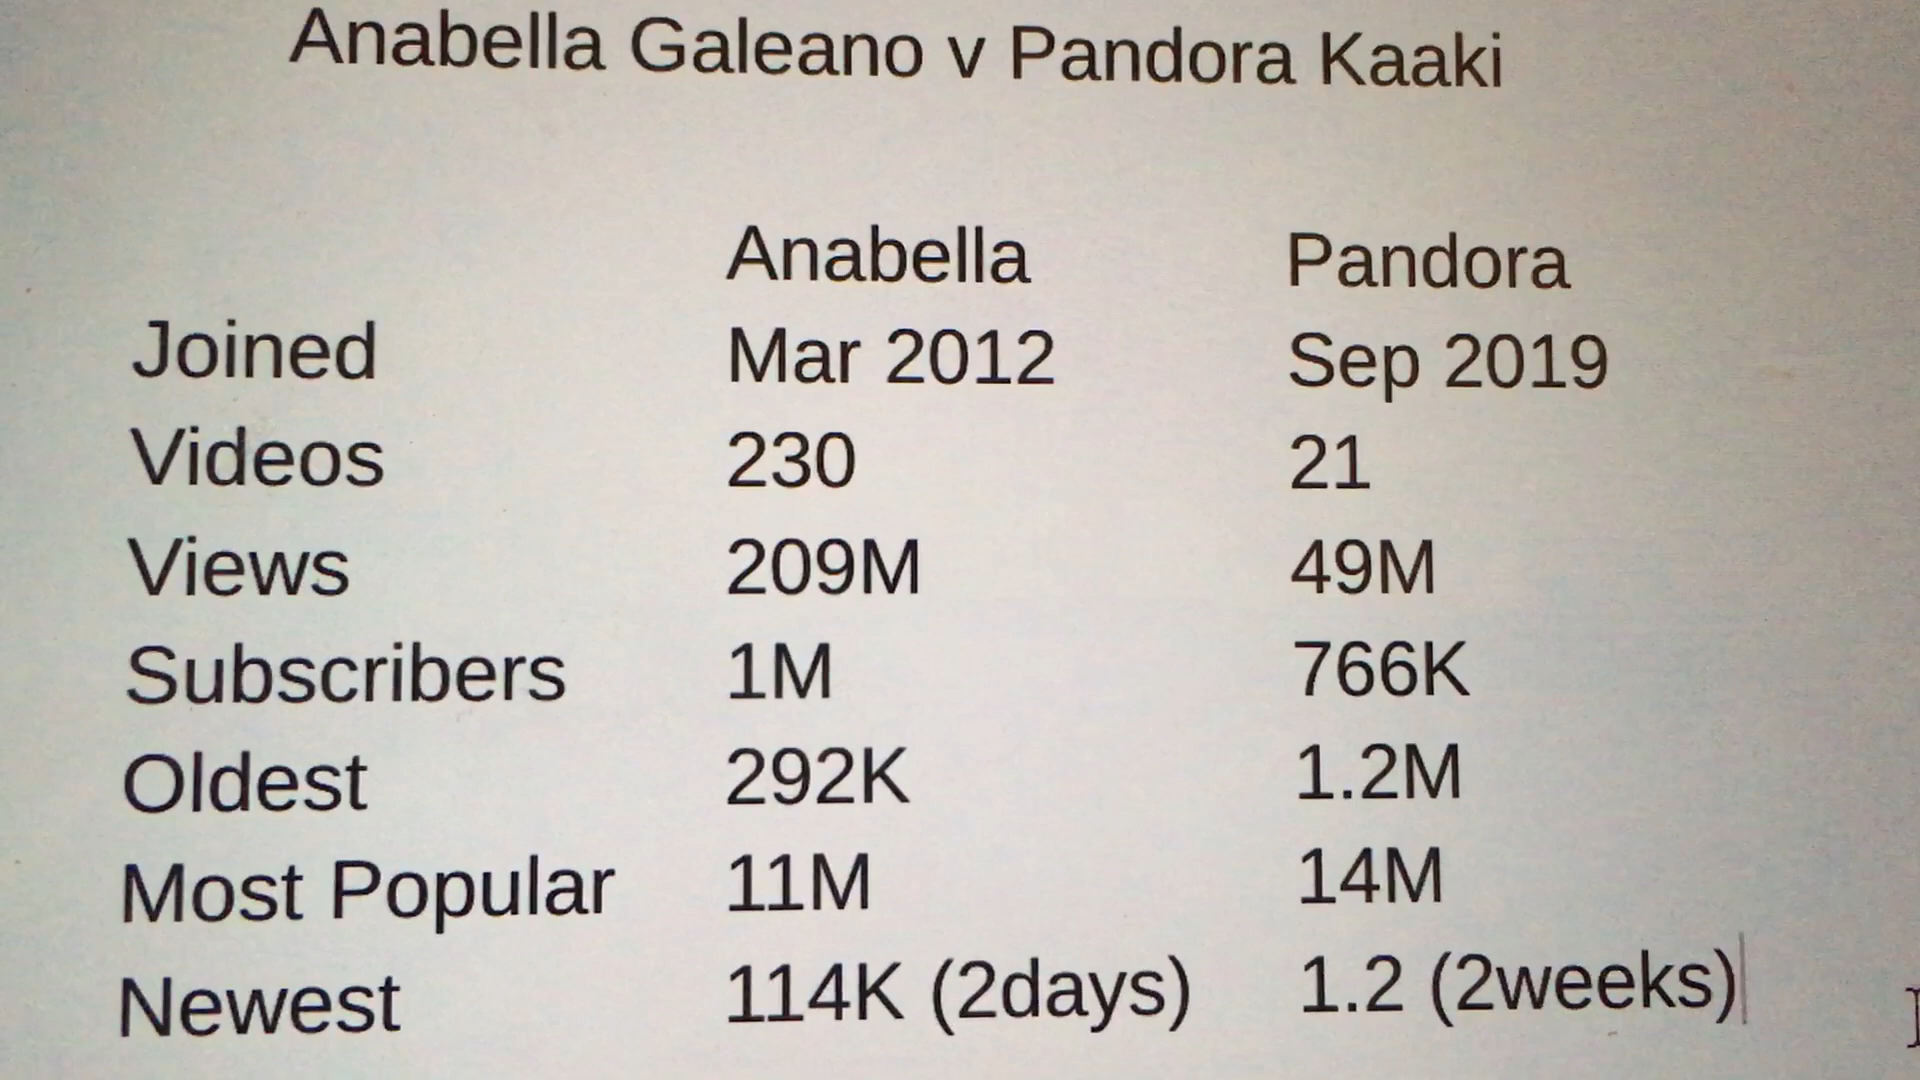 Anabella Galeano v Pandora Kaaki
Anabella Pandora
Joined Mar 2012 Sep 2019
Videos 230 21
Views 209M 49M
Subscribers 1M 766K
Oldest 292K 1.2M
Most Popular 11M 14M
Newest 114K (2days) 1.2 (2weeks)